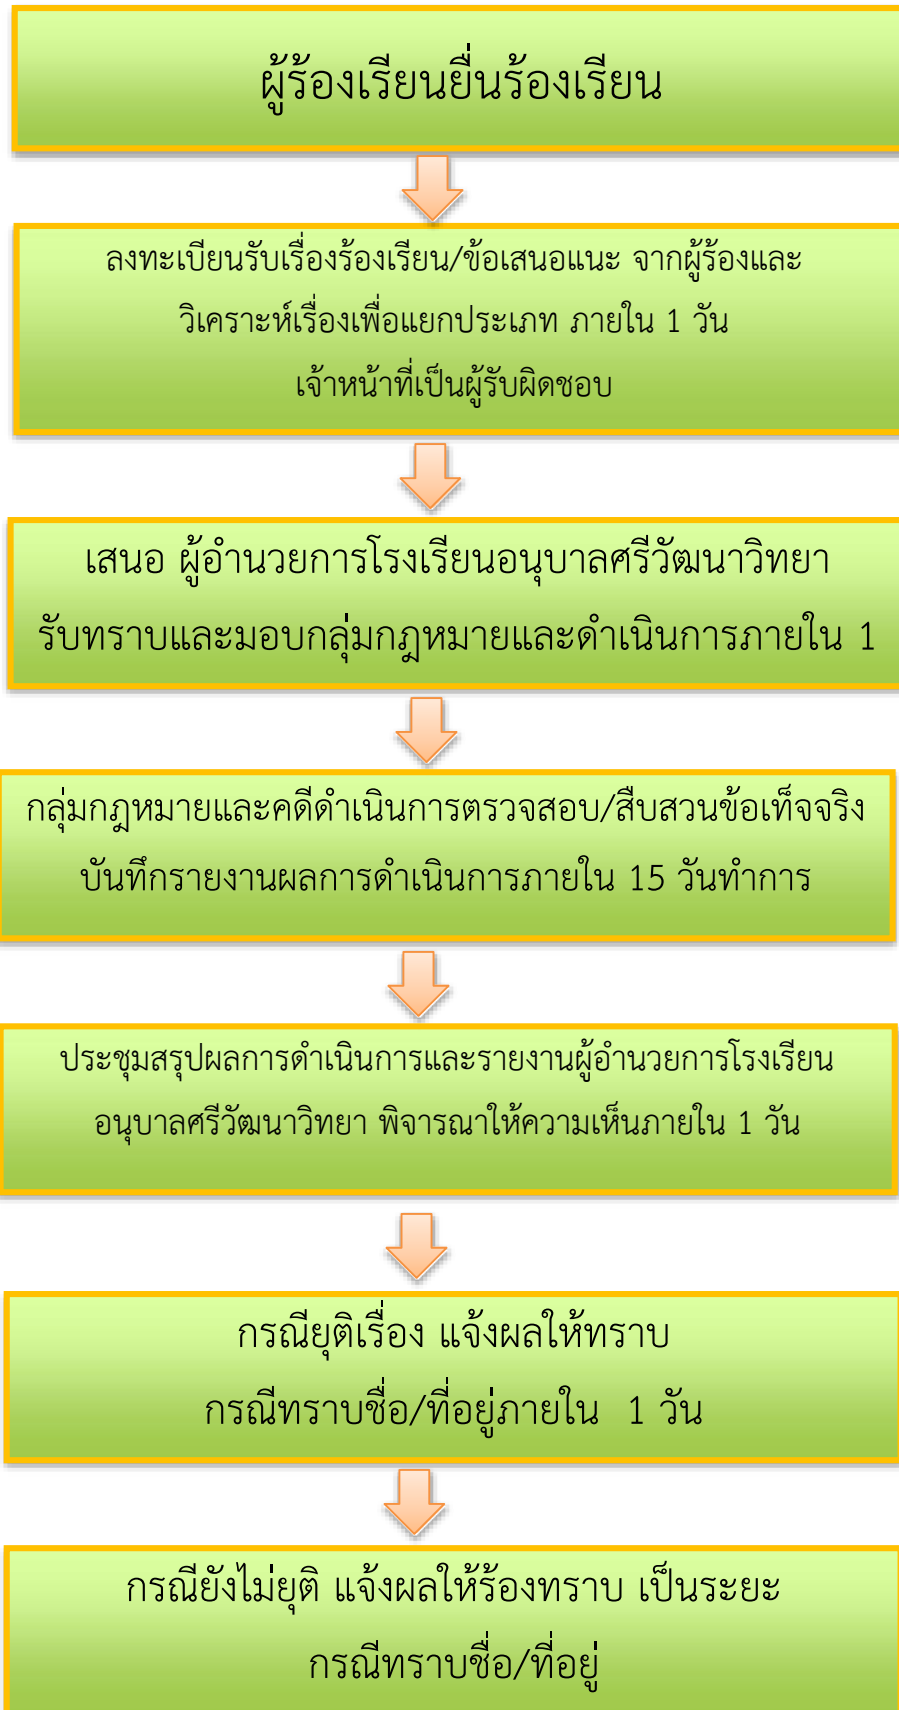 ผู้ร้องเรียนยื่นร้องเรียน
ลงทะเบียนรับเรื่องร้องเรียน/ข้อเสนอแนะ จากผู้ร้องและ
วิเคราะห์เรื่องเพื่อแยกประเภท ภายใน 1 วัน
เจ้าหน้าที่เป็นผู้รับผิดชอบ
เสนอ ผู้อำนวยการโรงเรียนอนุบาลศรีวัฒนาวิทยา
รับทราบและมอบกลุ่มกฎหมายและดำเนินการภายใน 1
กลุ่มกฎหมายและคดีดำเนินการตรวจสอบ/สืบสวนข้อเท็จจริง
บันทึกรายงานผลการดำเนินการภายใน 15 วันทำการ
ประชุมสรุปผลการดำเนินการและรายงานผู้อำนวยการโรงเรียน
อนุบาลศรีวัฒนาวิทยา พิจารณาให้ความเห็นภายใน 1 วัน
กรณียุติเรื่อง แจ้งผลให้ทราบ
กรณีทราบชื่อ/ที่อยู่ภายใน 1 วัน
กรณียังไม่ยุติ แจ้งผลให้ร้องทราบ เป็นระยะ
กรณีทราบชื่อ/ที่อยู่